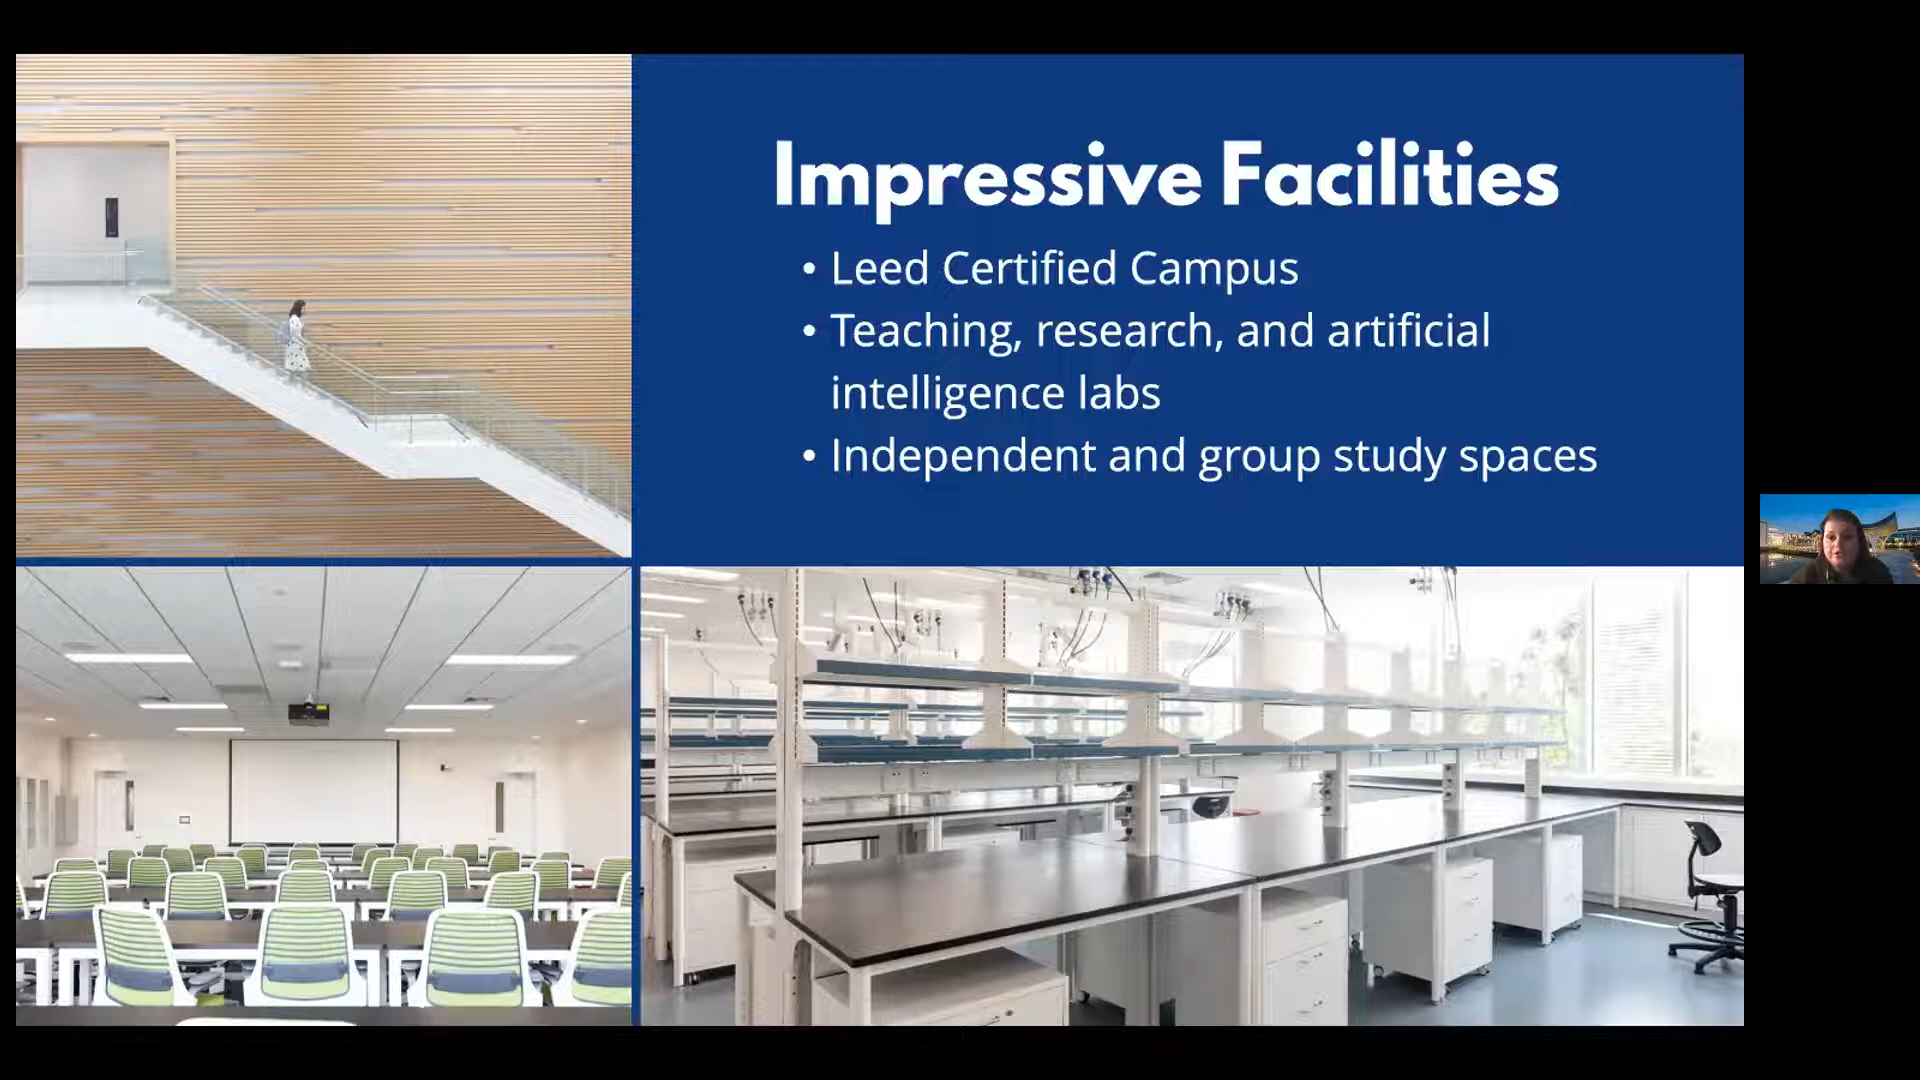 Impressive Facilities
• Leed Certified Campus
• Teaching, research, and artificial
intelligence labs
• Independent and group study spaces